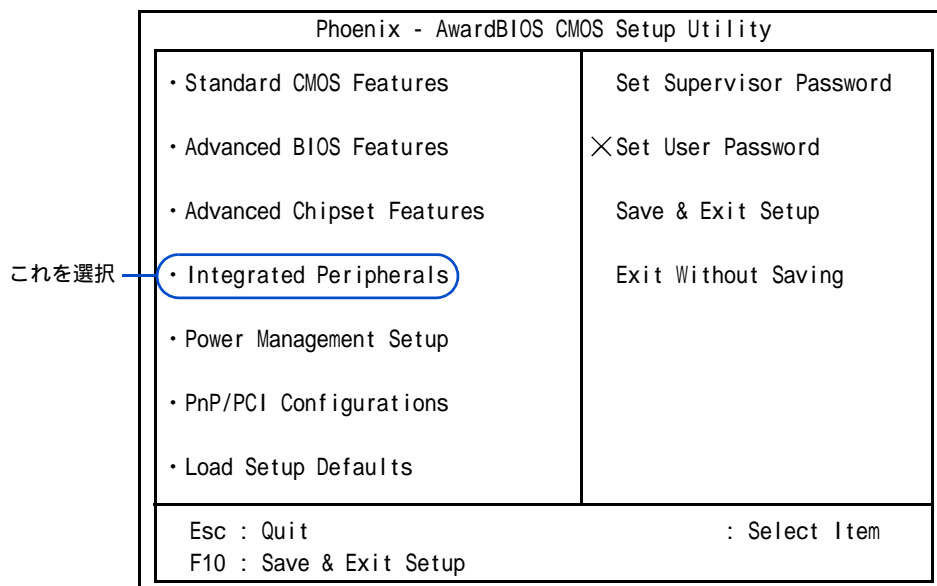 Phoenix - AwardBIOS CMOS Setup Utility
・Standard CMOS Features
・Advanced BIOS Features
・Advanced Chipset Features
これを選択
・Integrated Peripherals
・Power Management Setup
・PnP/PCI Configurations
・Load Setup Defaults
Set Supervisor Password
×Set User Password
Save & Exit Setup
Exit Without Saving
Esc : Quit
: Select Item
F10 : Save & Exit Setup